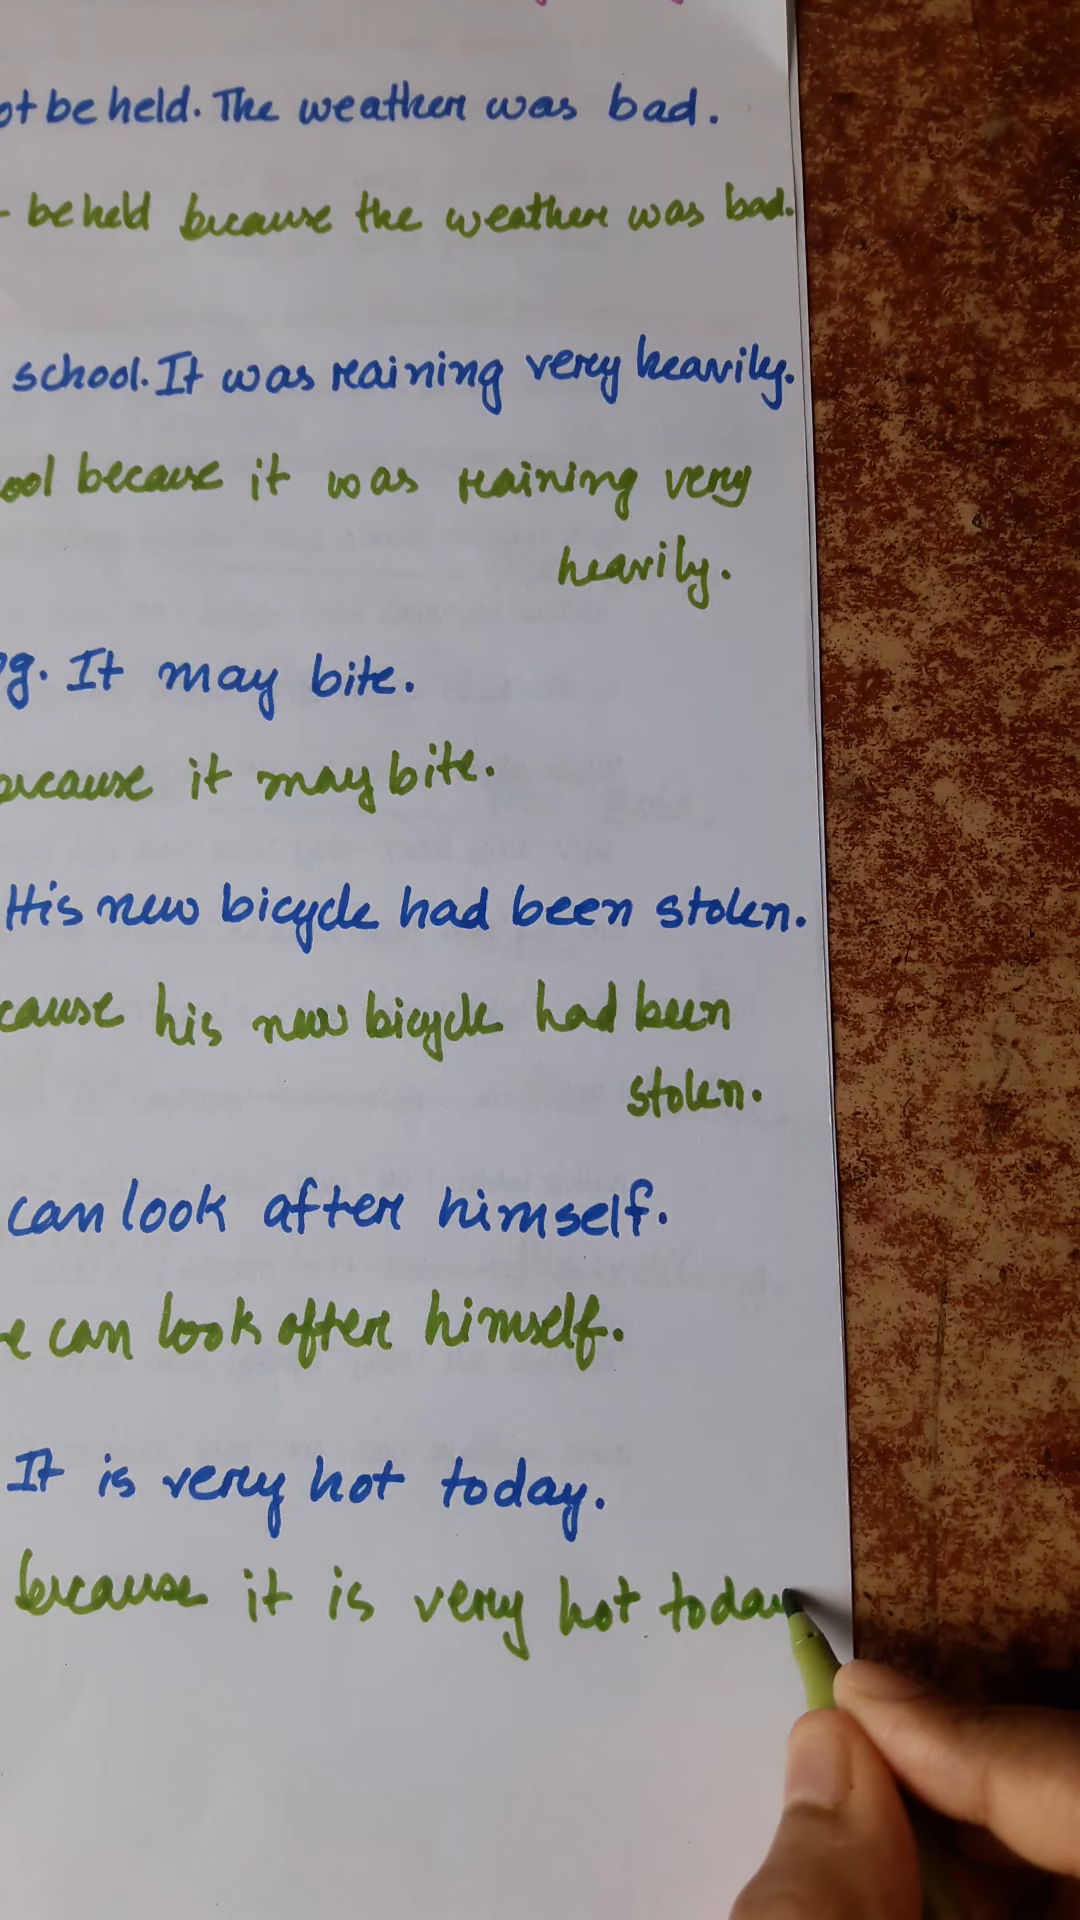 ot be held. The weather was bad.
be held because the weather was bad.
school. It was raining very heavily.
ool because it was raining very
heavily.
og. It may bite.
ecause it may bite.
His new bicycle had been stolen.
cause his new bicycle had been
stolen.
can look after himself.
e can look after himself.
It is very hot today.
because it is very hot today